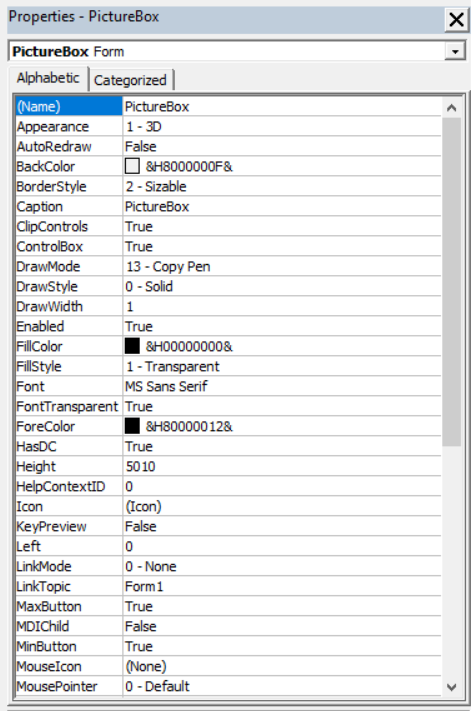 Properties - PictureBox
PictureBox Form
Alphabetic Categorized
(Name) PictureBox
Appearance 1 - 3D
AutoRedraw False
BackColor &H8000000F&
BorderStyle 2 - Sizable
Caption PictureBox
ClipControls True
ControlBox True
DrawMode 13 - Copy Pen
DrawStyle 0 - Solid
DrawWidth 1
Enabled True
FillColor &H00000000&
FillStyle 1 - Transparent
Font MS Sans Serif
FontTransparent True
ForeColor &H80000012&
HasDC True
Height 5010
HelpContextID 0
Icon (Icon)
KeyPreview False
Left 0
LinkMode 0 - None
LinkTopic Form1
MaxButton True
MDIChild False
MinButton True
MouseIcon (None)
MousePointer 0 - Default